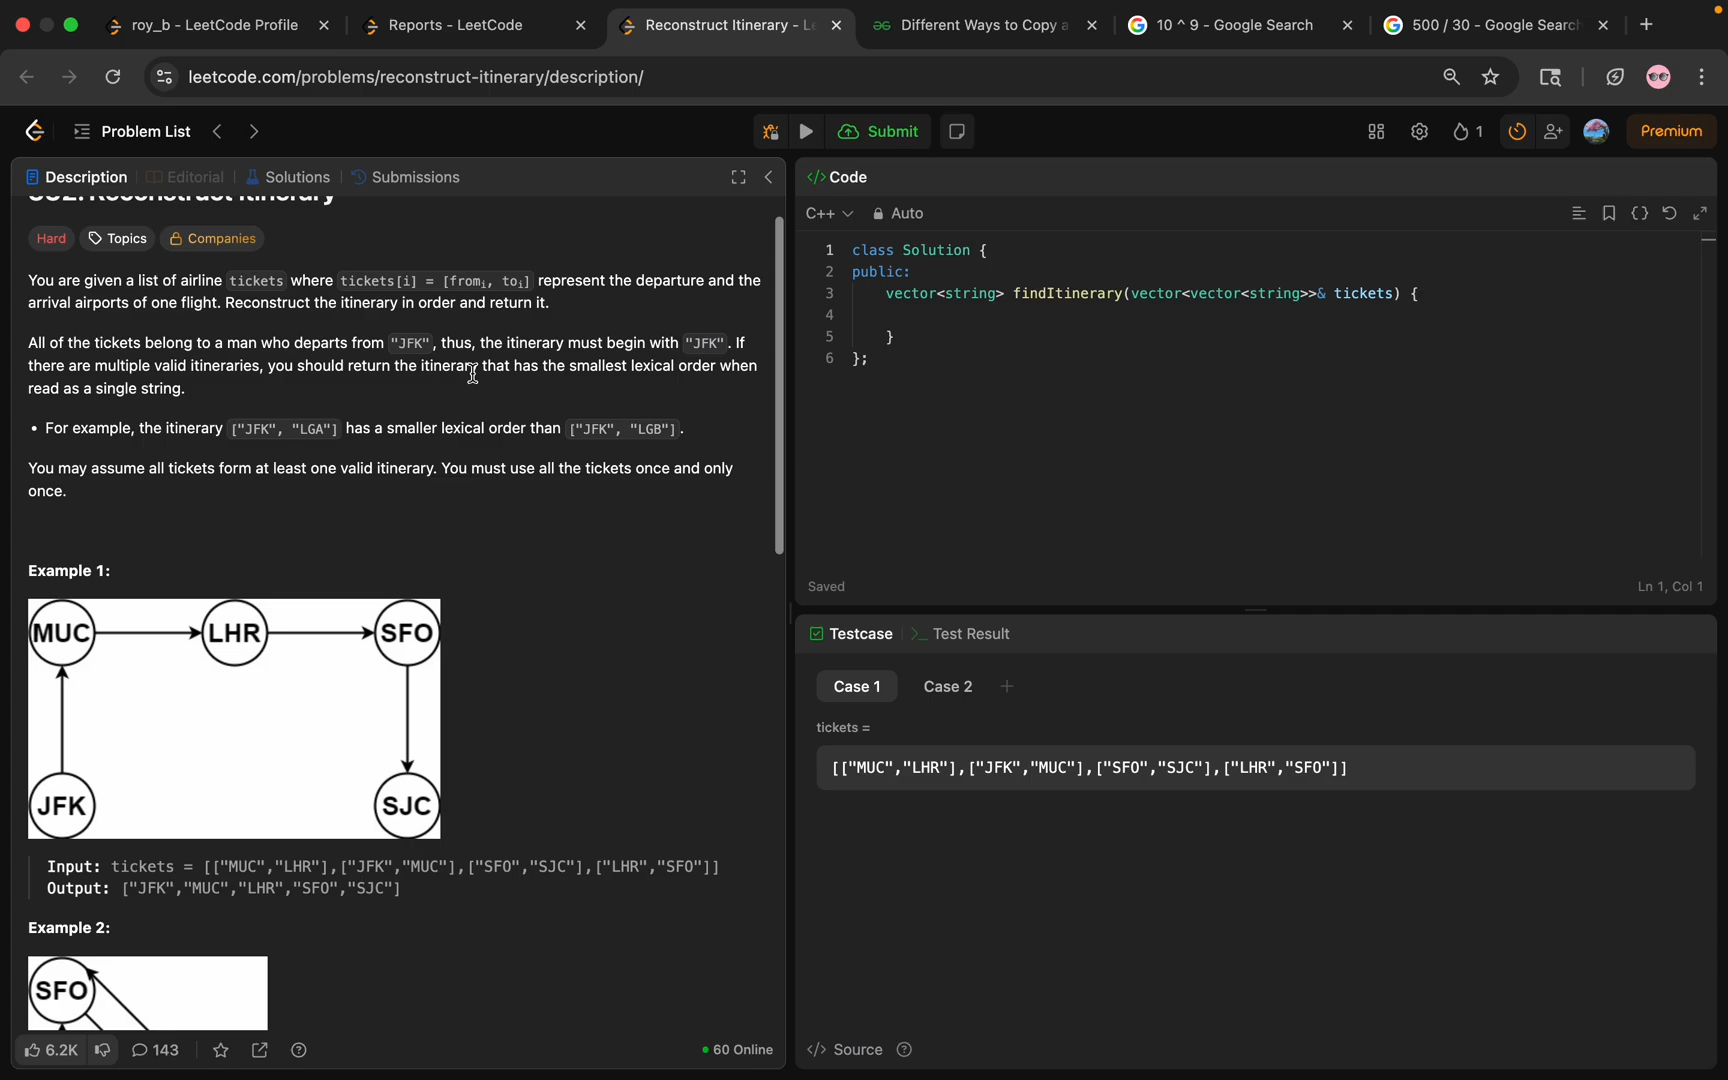 roy_b - LeetCode Profile
Reports - LeetCode
Reconstruct Itinerary - Le
Different Ways to Copy a
10 ^ 9 - Google Search
500 / 30 - Google Search
leetcode.com/problems/reconstruct-itinerary/description/
Problem List
Submit
1
Premium
Description
Editorial
Solutions
Submissions
332. Reconstruct Itinerary
Hard
Topics
Companies
You are given a list of airline tickets where tickets[i] = [fromᵢ, toᵢ] represent the departure and the
arrival airports of one flight. Reconstruct the itinerary in order and return it.
All of the tickets belong to a man who departs from "JFK", thus, the itinerary must begin with "JFK". If
there are multiple valid itineraries, you should return the itinerary that has the smallest lexical order when
read as a single string.
• For example, the itinerary ["JFK", "LGA"] has a smaller lexical order than ["JFK", "LGB"].
You may assume all tickets form at least one valid itinerary. You must use all the tickets once and only
once.
Example 1:
MUC
LHR
SFO
JFK
SJC
Input: tickets = [["MUC","LHR"],["JFK","MUC"],["SFO","SJC"],["LHR","SFO"]]
Output: ["JFK","MUC","LHR","SFO","SJC"]
Example 2:
SFO
6.2K
143
60 Online
</> Code
C++
Auto
1 class Solution {
2 public:
3 vector<string> findItinerary(vector<vector<string>>& tickets) {
4
5 }
6 };
Saved
Ln 1, Col 1
Testcase
Test Result
Case 1
Case 2
tickets =
[["MUC","LHR"],["JFK","MUC"],["SFO","SJC"],["LHR","SFO"]]
</> Source